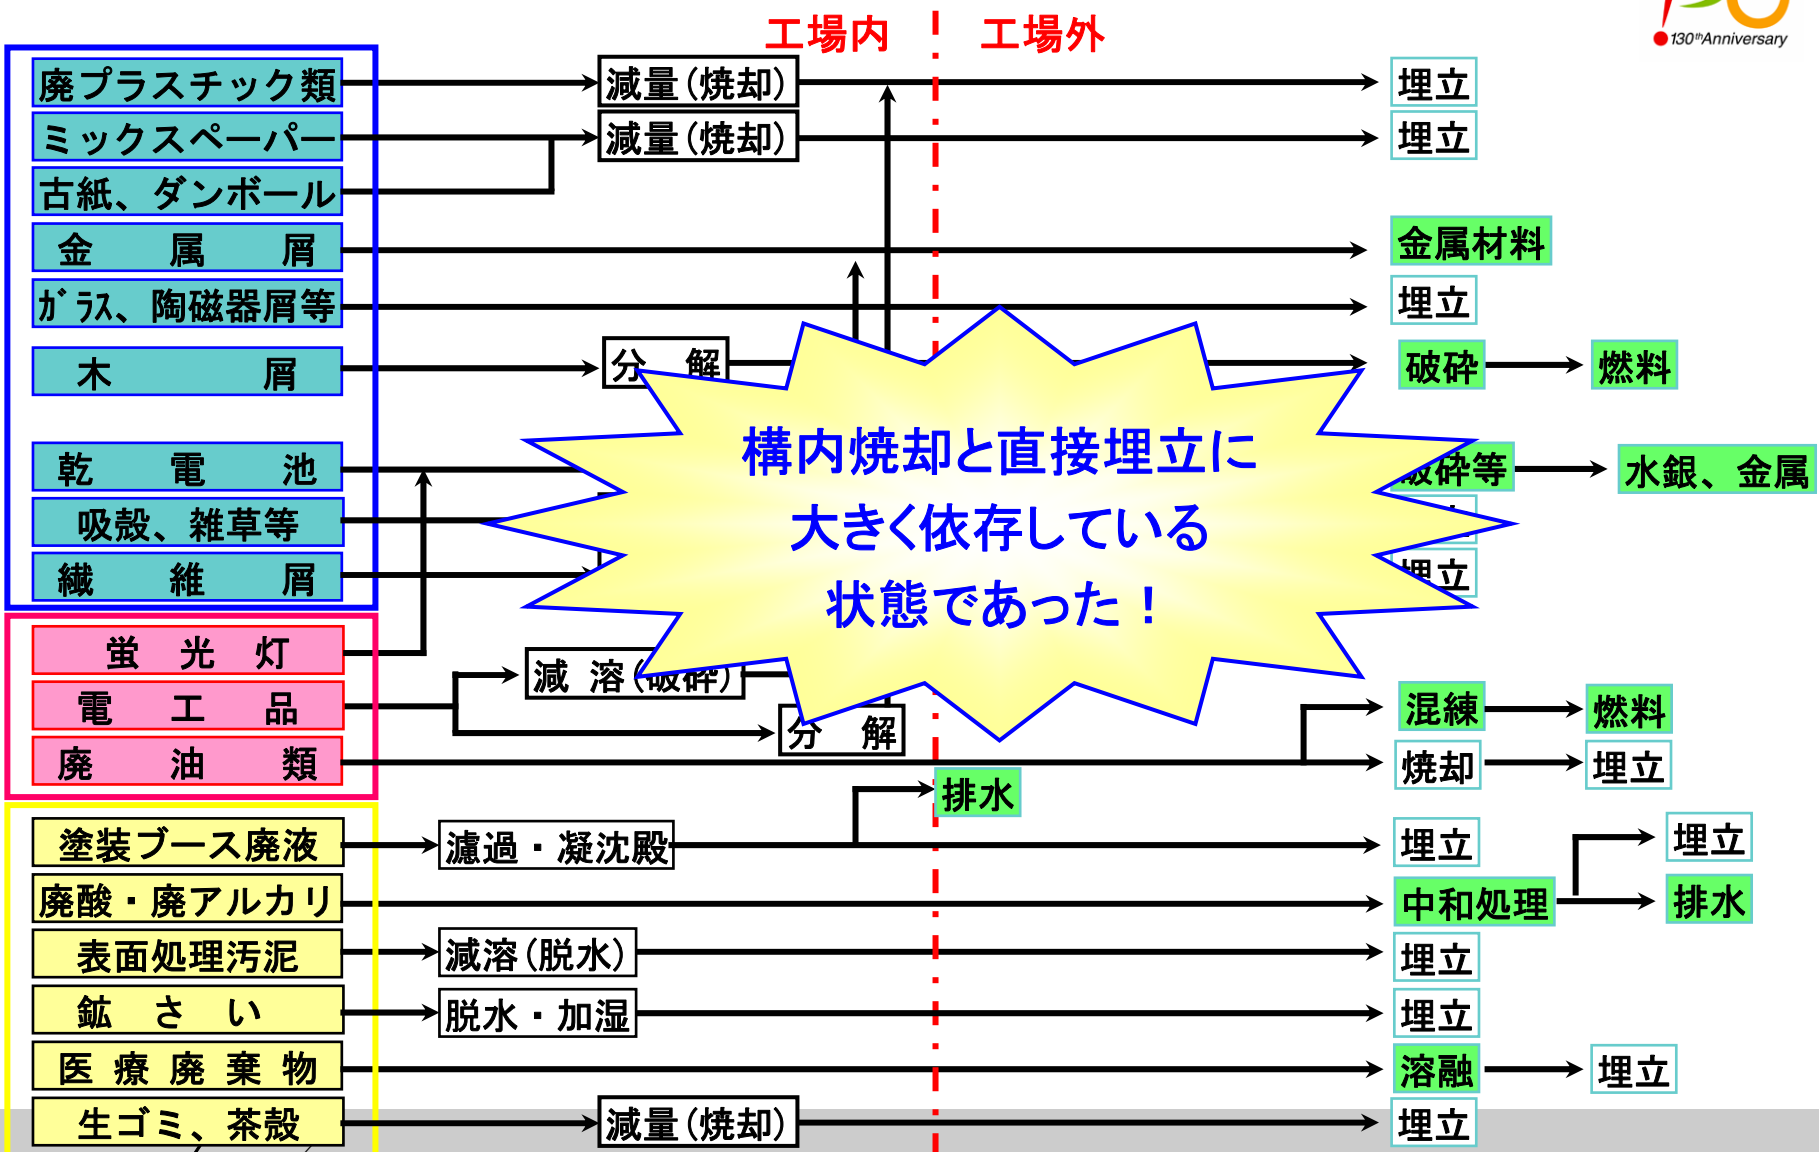 工場内 工場外
130thAnniversary
廃プラスチック類 減量(焼却) 埋立
ミックスペーパー 減量(焼却) 埋立
古紙、ダンボール
金属屑 金属材料
ガラス、陶磁器屑等 埋立
木屑 分解 破砕 燃料
乾電池 破砕等 水銀、金属
吸殻、雑草等
繊維屑 埋立
構内焼却と直接埋立に
大きく依存している
状態であった！
蛍光灯
減溶(破砕)
電工品 混練 燃料
分解
廃油類 焼却 埋立
排水
塗装ブース廃液 濾過・凝沈殿 埋立 埋立
廃酸・廃アルカリ 中和処理 排水
表面処理汚泥 減溶(脱水) 埋立
鉱さい 脱水・加湿 埋立
医療廃棄物 溶融 埋立
生ゴミ、茶殻 減量(焼却) 埋立